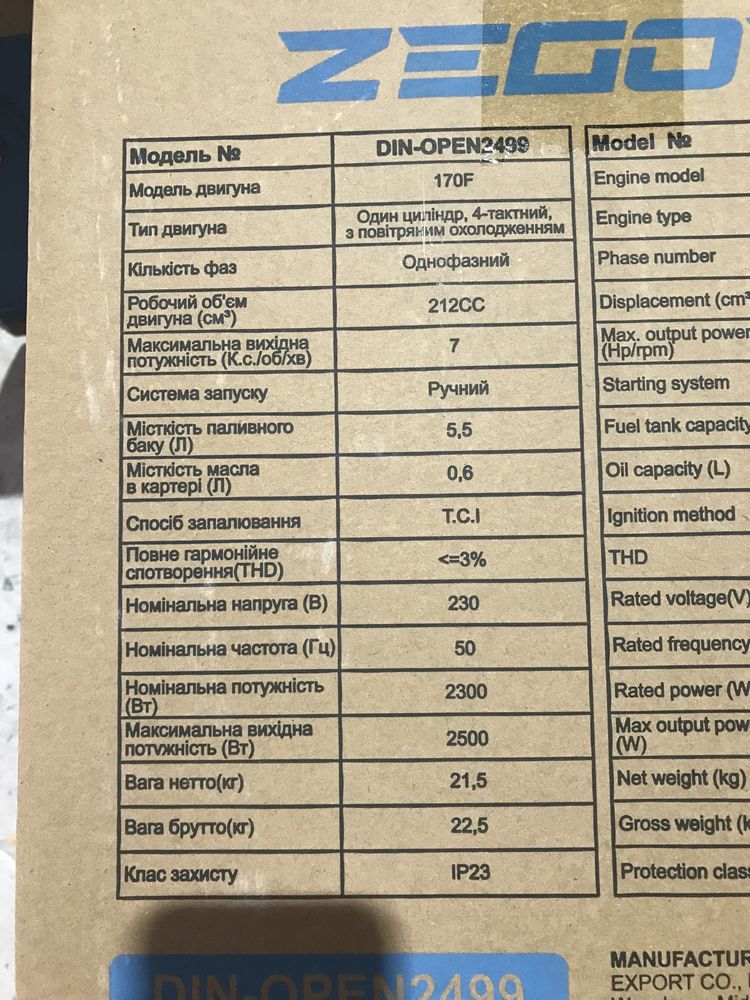 ZEGO
Модель № DIN-OPEN2499
Модель двигуна 170F
Тип двигуна Один циліндр, 4-тактний,
з повітряним охолодженням
Кількість фаз Однофазний
Робочий об'єм
двигуна (см³) 212CC
Максимальна вихідна
потужність (К.с./об/хв) 7
Система запуску Ручний
Місткість паливного
баку (Л) 5,5
Місткість масла
в картері (Л) 0,6
Спосіб запалювання T.C.I
Повне гармонійне
спотворення(THD) <=3%
Номінальна напруга (В) 230
Номінальна частота (Гц) 50
Номінальна потужність
(Вт) 2300
Максимальна вихідна
потужність (Вт) 2500
Вага нетто(кг) 21,5
Вага брутто(кг) 22,5
Клас захисту IP23
Model №
Engine model
Engine type
Phase number
Displacement (cm³
Max. output power
(Hp/rpm)
Starting system
Fuel tank capacity
Oil capacity (L)
Ignition method
THD
Rated voltage(V)
Rated frequency
Rated power (W
Max output pow
(W)
Net weight (kg)
Gross weight (k
Protection class
DIN-OPEN2499
MANUFACTUR
EXPORT CO.,